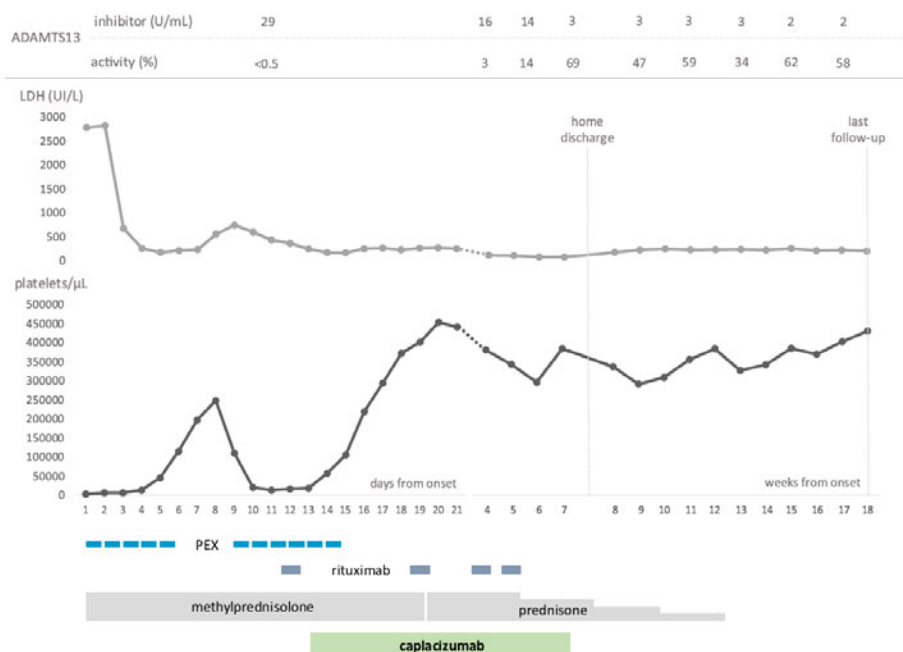 inhibitor (U/mL) 29 16 14 3 3 3 3 2 2
ADAMTS13
activity (%) <0.5 3 14 69 47 59 34 62 58
LDH (UI/L)
3000
2500
2000
1500
1000
500
0
home
discharge
last
follow-up
platelets/µL
500000
450000
400000
350000
300000
250000
200000
150000
100000
50000
0
days from onset
weeks from onset
1 2 3 4 5 6 7 8 9 10 11 12 13 14 15 16 17 18 19 20 21 4 5 6 7 8 9 10 11 12 13 14 15 16 17 18
PEX
rituximab
methylprednisolone
prednisone
caplacizumab